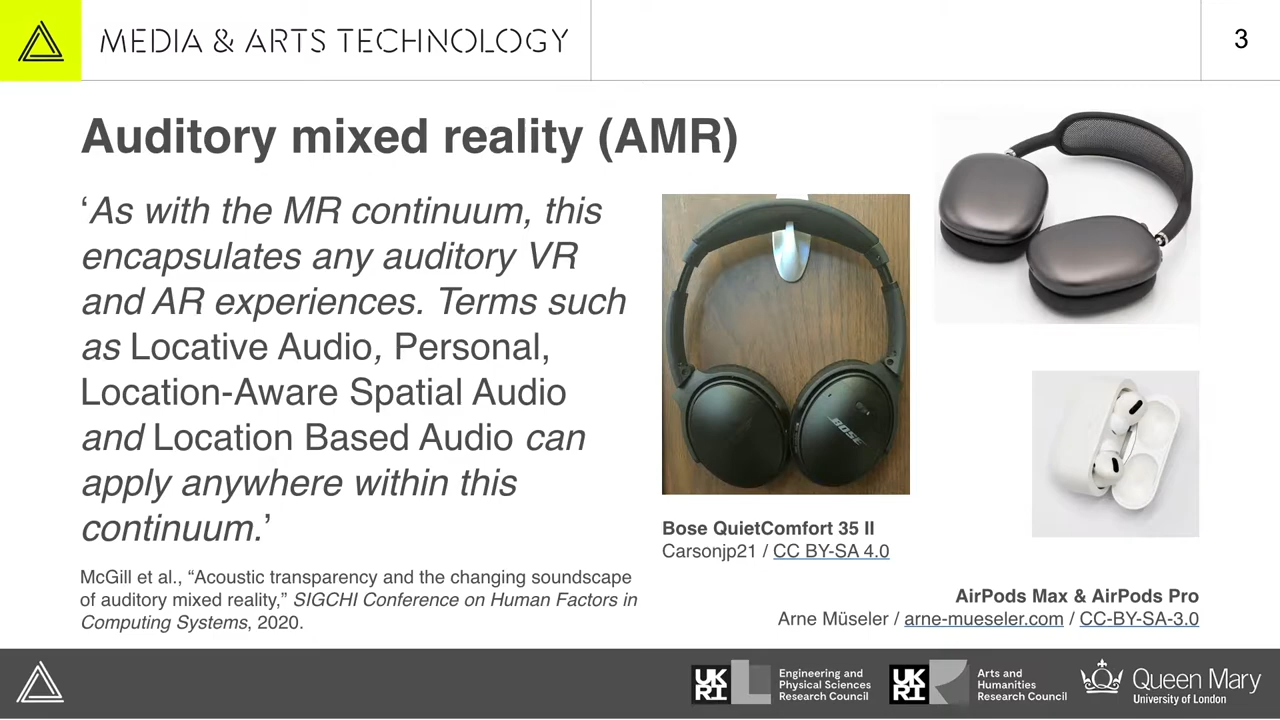 MEDIA & ARTS TECHNOLOGY
3
Auditory mixed reality (AMR)
‘As with the MR continuum, this
encapsulates any auditory VR
and AR experiences. Terms such
as Locative Audio, Personal,
Location-Aware Spatial Audio
and Location Based Audio can
apply anywhere within this
continuum.’
McGill et al., “Acoustic transparency and the changing soundscape
of auditory mixed reality,” SIGCHI Conference on Human Factors in
Computing Systems, 2020.
BOSE
Bose QuietComfort 35 II
Carsonjp21 / CC BY-SA 4.0
AirPods Max & AirPods Pro
Arne Müseler / arne-mueseler.com / CC-BY-SA-3.0
UKRI
Engineering and
Physical Sciences
Research Council
UKRI
Arts and
Humanities
Research Council
Queen Mary
University of London